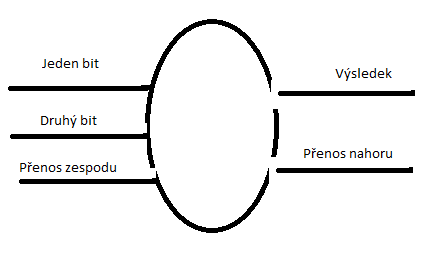 Jeden bit
Druhý bit
Přenos zespodu
Výsledek
Přenos nahoru